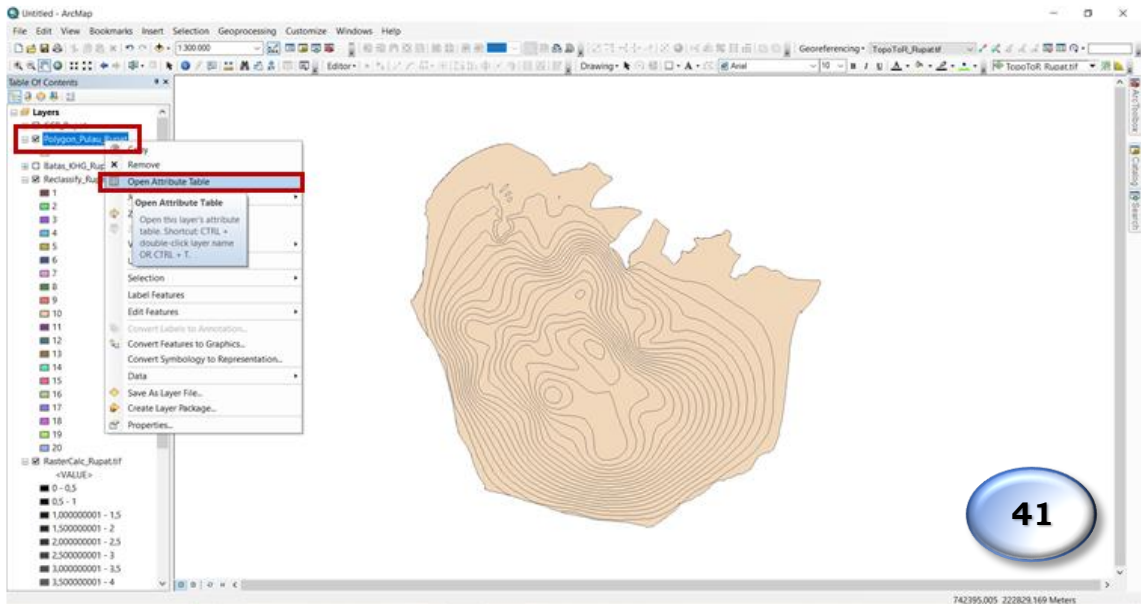 Untitled - ArcMap
File Edit View Bookmarks Insert Selection Geoprocessing Customize Windows Help
1:300.000
Georeferencing TopoToR_Rupat.tif
Editor Drawing A Arial 10 B I U A TopoToR_Rupat.tif
Table Of Contents
ArcToolbox
Catalog
Search
Layers
Polygon_Pulau_Rupat
Batas_KHG_Rup
Reclassify_Rup
1
2
3
4
5
6
7
8
9
10
11
12
13
14
15
16
17
18
19
20
RasterCalc_Rupat.tif
<VALUE>
0 - 0,5
0,5 - 1
1,000000001 - 1,5
1,500000001 - 2
2,000000001 - 2,5
2,500000001 - 3
3,000000001 - 3,5
3,500000001 - 4
Copy
Remove
Open Attribute Table
Open Attribute Table
Open this layer's attribute
table. Shortcut: CTRL +
double-click layer name
OR CTRL + T.
Selection
Label Features
Edit Features
Convert Labels to Annotation...
Convert Features to Graphics...
Convert Symbology to Representation...
Data
Save As Layer File...
Create Layer Package...
Properties...
41
742395,005 222829,169 Meters